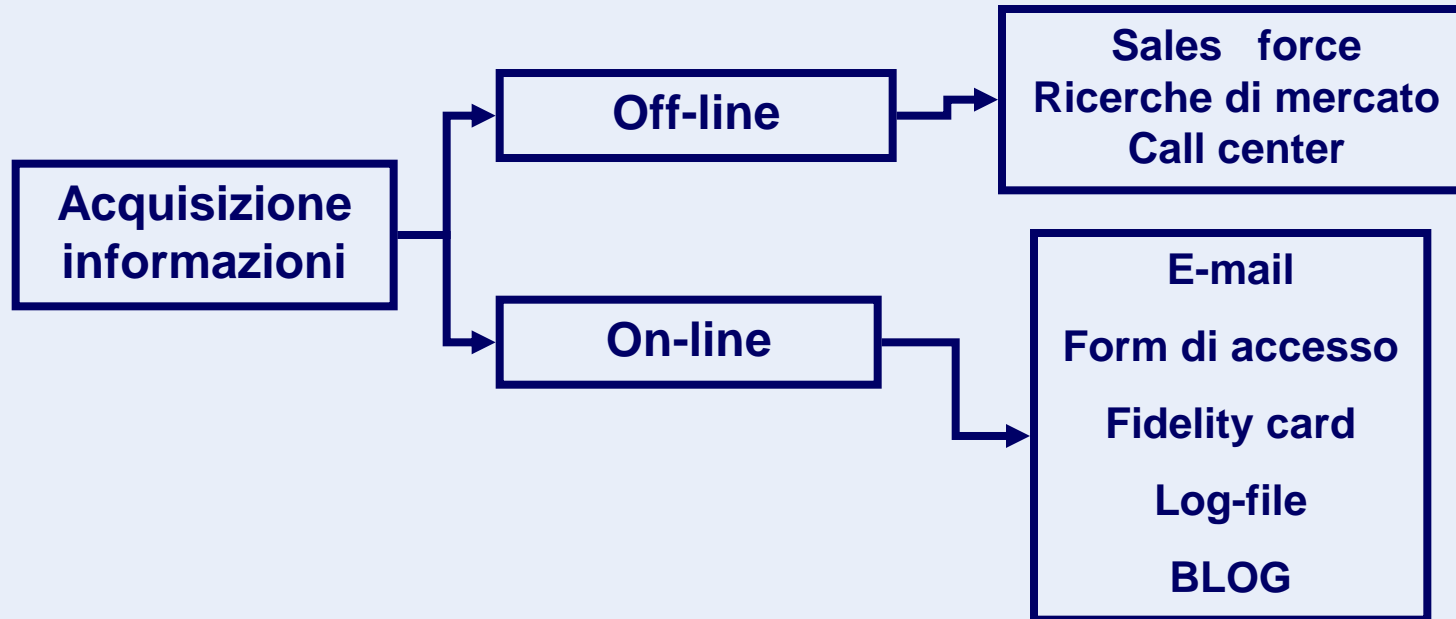 Acquisizione
informazioni
Off-line
Sales force
Ricerche di mercato
Call center
On-line
E-mail
Form di accesso
Fidelity card
Log-file
BLOG